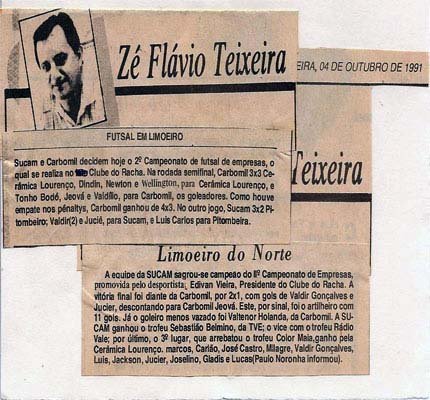 Zé Flávio Teixeira
EIRA, 04 DE OUTUBRO DE 1991
FUTSAL EM LIMOEIRO
Sucam e Carbomil decidem hoje o 2º Campeonato de futsal de empresas, o
qual se realiza no Clube do Racha. Na rodada semifinal, Carbomil 3x3 Ce-
râmica Lourenço, Dindin, Newton e Wellington, para Cerâmica Lourenço, e
Tonho Bodó, Jeová e Valdílio, para Carbomil, os goleadores. Como houve
empate nos pénaltys, Carbomil ganhou de 4x3. No outro jogo, Sucam 3x2 Pi-
tombeiro; Valdir(2) e Juciê, para Sucam, e Luis Carlos para Pitombeira.
Teixeira
Limoeiro do Norte
A equipe da SUCAM sagrou-se campeão do IIº Campeonato de Empresas,
promovida pelo desportista, Edivan Vieira, Presidente do Clube do Racha. A
vitória final foi diante da Carbomil, por 2x1, com gols de Valdir Gonçalves e
Jucier, descontando para Carbomil Jeová. Este, por sinal, foi o artilheiro com
11 gois. Já o goleiro menos vazado foi Valtenor Holanda, da Carbomil. A SU-
CAM ganhou o trofeu Sebastião Belmino, da TVE; o vice com o trofeu Rádio
Vale; por último, o 3º lugar, que arrebatou o trofeu Color Maia,ganho pela
Cerâmica Lourenço. marcos, Carlão, José Castro, Milagre, Valdir Gonçalves,
Luis, Jackson, Jucier, Joselino, Gladis e Lucas(Paulo Noronha informou).